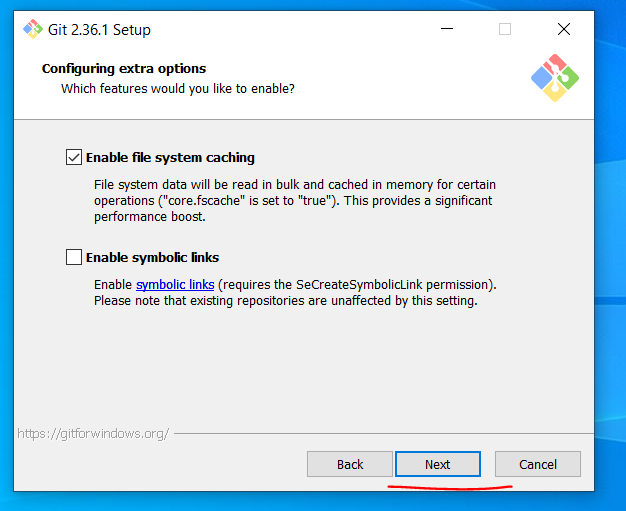 Git 2.36.1 Setup
Configuring extra options
Which features would you like to enable?
Enable file system caching
File system data will be read in bulk and cached in memory for certain
operations ("core.fscache" is set to "true"). This provides a significant
performance boost.
Enable symbolic links
Enable symbolic links (requires the SeCreateSymbolicLink permission).
Please note that existing repositories are unaffected by this setting.
https://gitforwindows.org/
Back
Next
Cancel